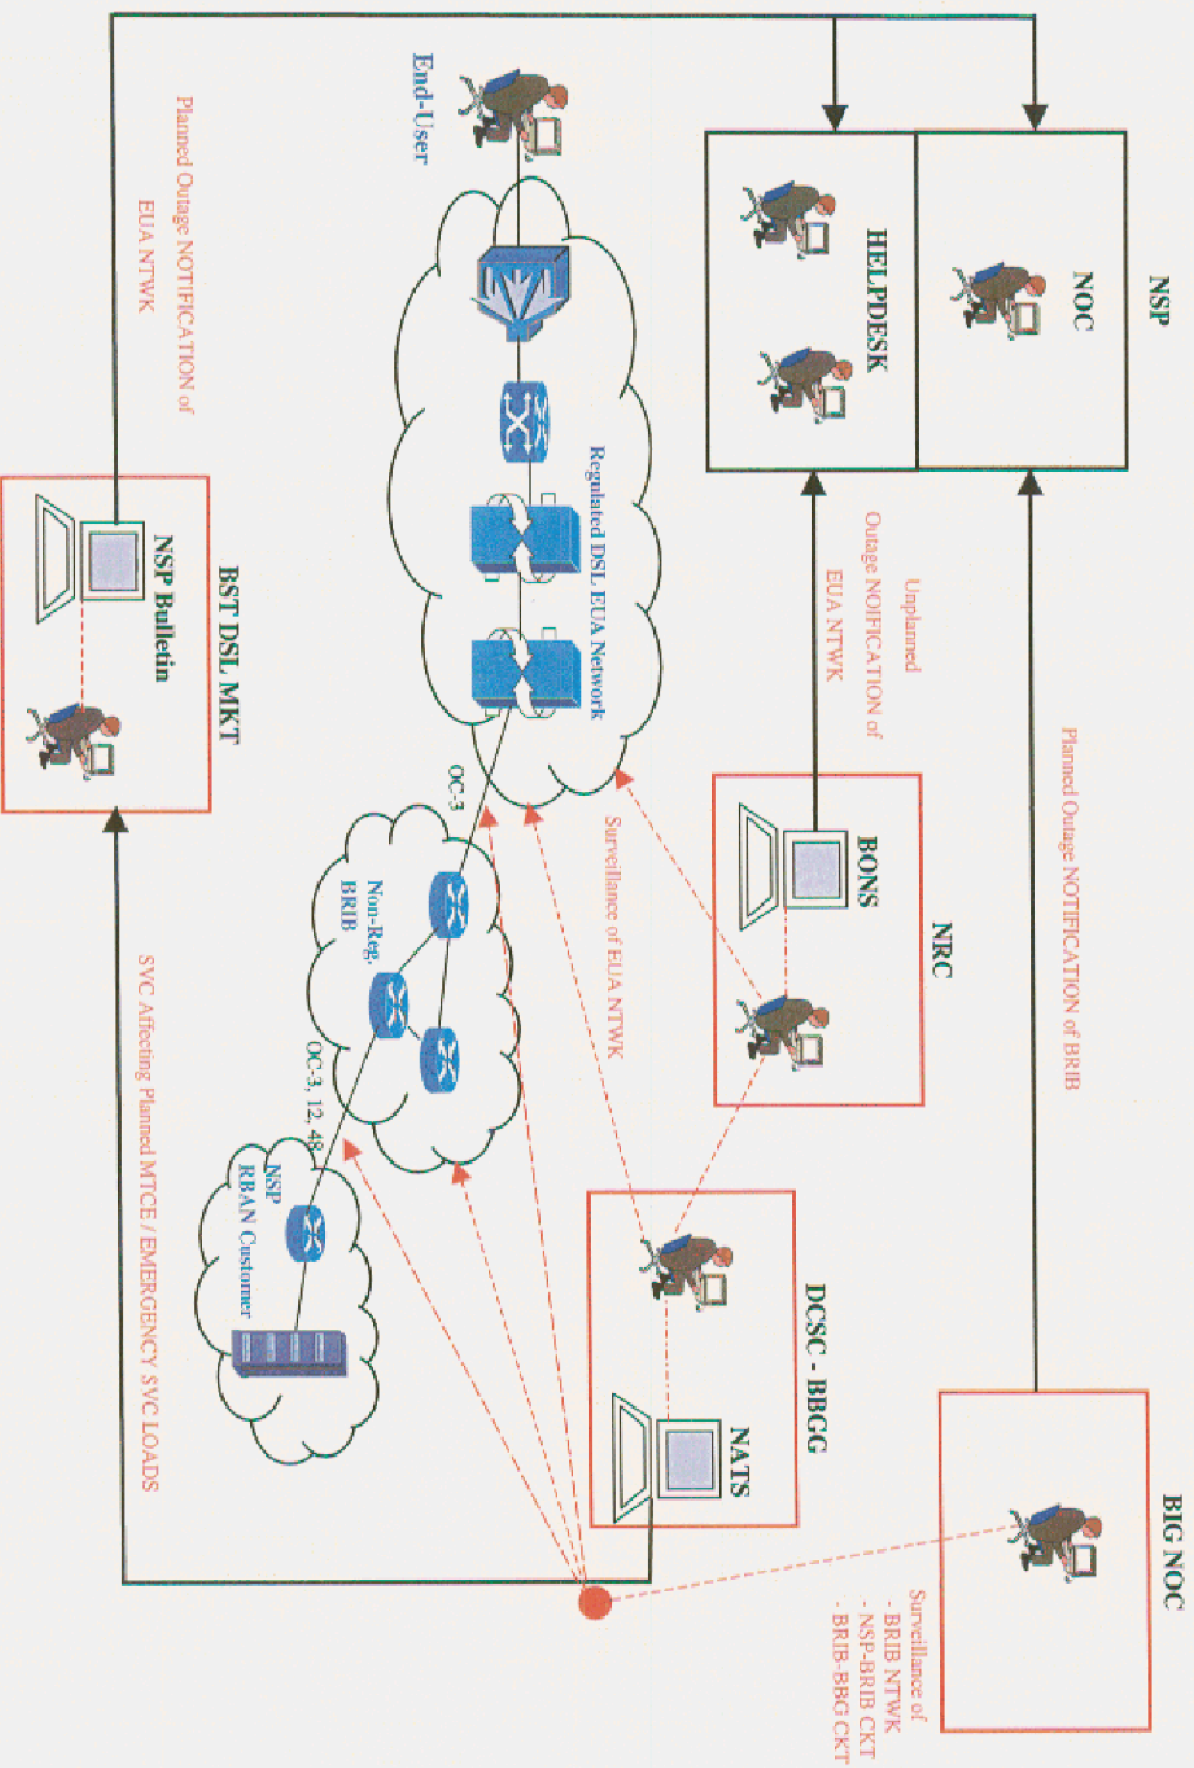 NSP
NOC
HELPDESK
Planned Outage NOTIFICATION of BRIB
BIG NOC
Surveillance of
- BRIB NTWK
- NSP-BRIB CKT
- BRIB-BBG CKT
Unplanned
Outage NOIFICATION of
EUA NTWK
NRC
BONS
DCSC - BBGG
NATS
Surveillance of EUA NTWK
End-User
Regulated DSL EUA Network
OC-3
Non-Reg.
BRIB
OC-3, 12, 48
NSP
RBAN Customer
Planned Outage NOTIFICATION of
EUA NTWK
BST DSL MKT
NSP Bulletin
SVC Affecting Planned MTCE / EMERGENCY SVC LOADS